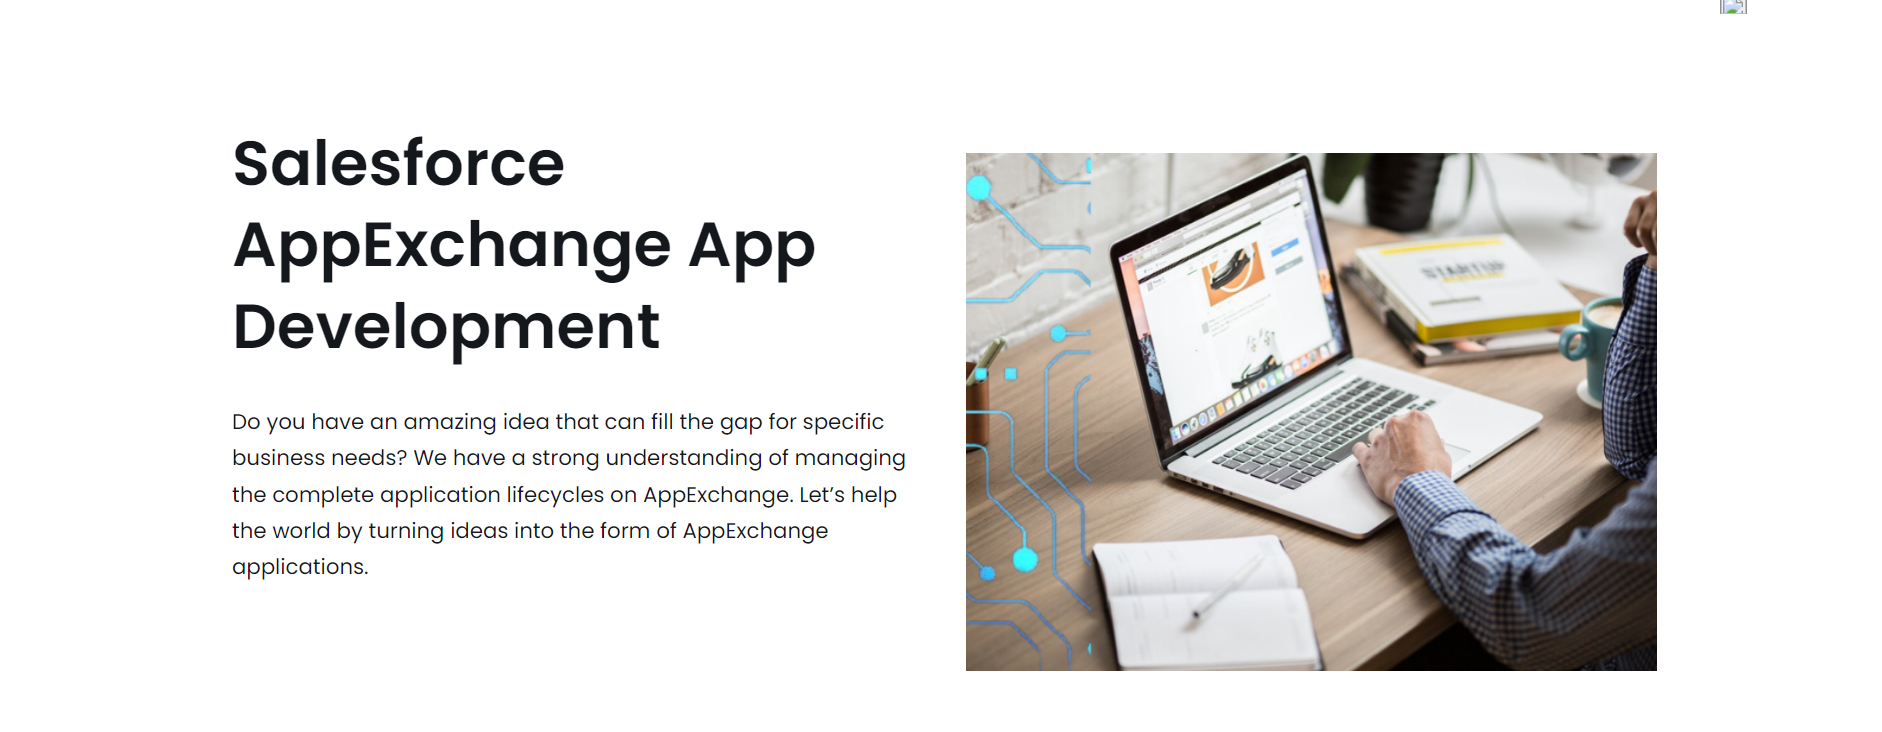 Salesforce
AppExchange App
Development
Do you have an amazing idea that can fill the gap for specific
business needs? We have a strong understanding of managing
the complete application lifecycles on AppExchange. Let’s help
the world by turning ideas into the form of AppExchange
applications.
STARTUP